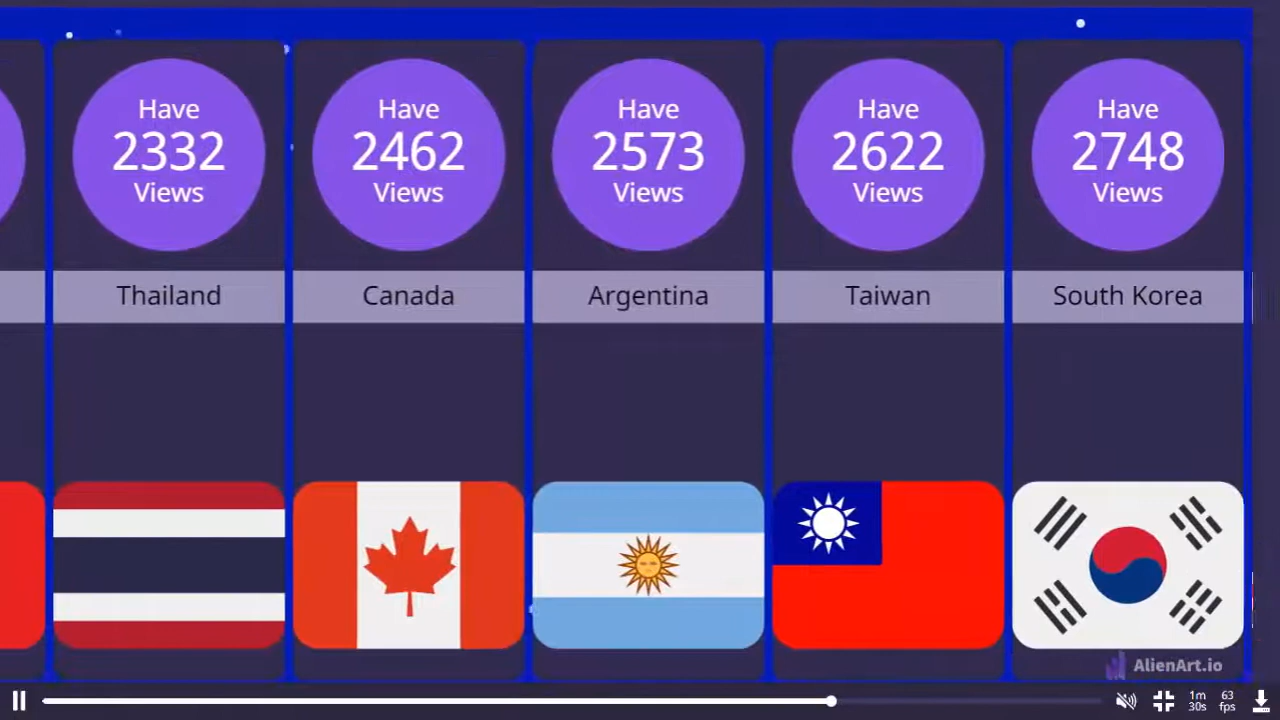 Have
2332
Views
Thailand
Have
2462
Views
Canada
Have
2573
Views
Argentina
Have
2622
Views
Taiwan
Have
2748
Views
South Korea
AlienArt.io
1m
30s
63
fps